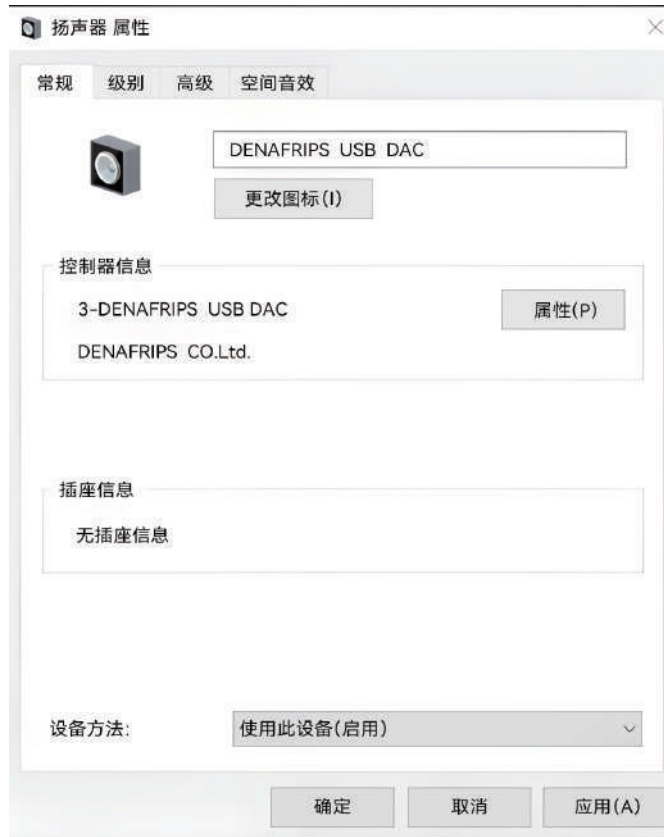 扬声器 属性
常规 级别 高级 空间音效
DENAFRIPS USB DAC
更改图标(I)
控制器信息
3-DENAFRIPS USB DAC
属性(P)
DENAFRIPS CO.Ltd.
插座信息
无插座信息
设备方法: 使用此设备(启用)
确定 取消 应用(A)